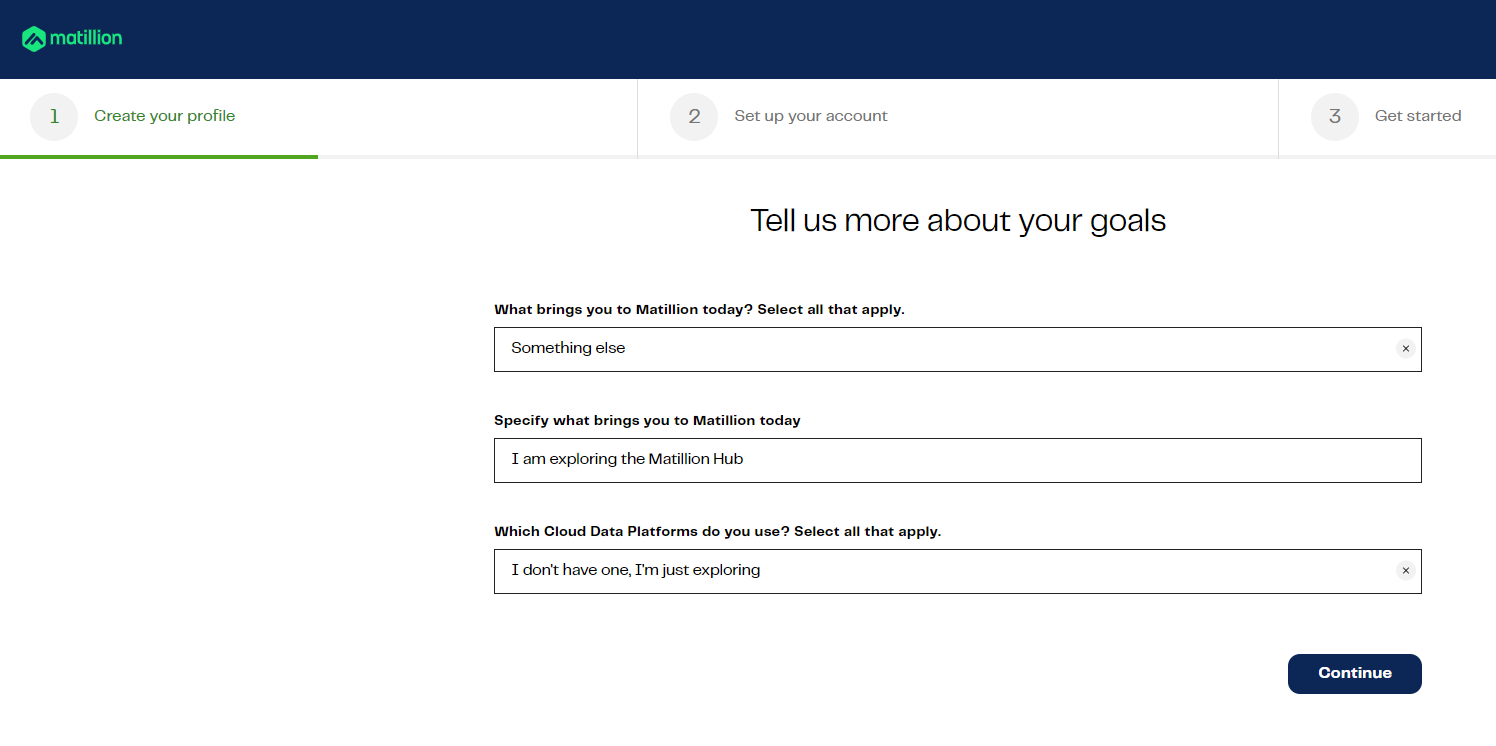 matillion
1 Create your profile
2 Set up your account
3 Get started
Tell us more about your goals
What brings you to Matillion today? Select all that apply.
Something else
Specify what brings you to Matillion today
I am exploring the Matillion Hub
Which Cloud Data Platforms do you use? Select all that apply.
I don't have one, I'm just exploring
Continue